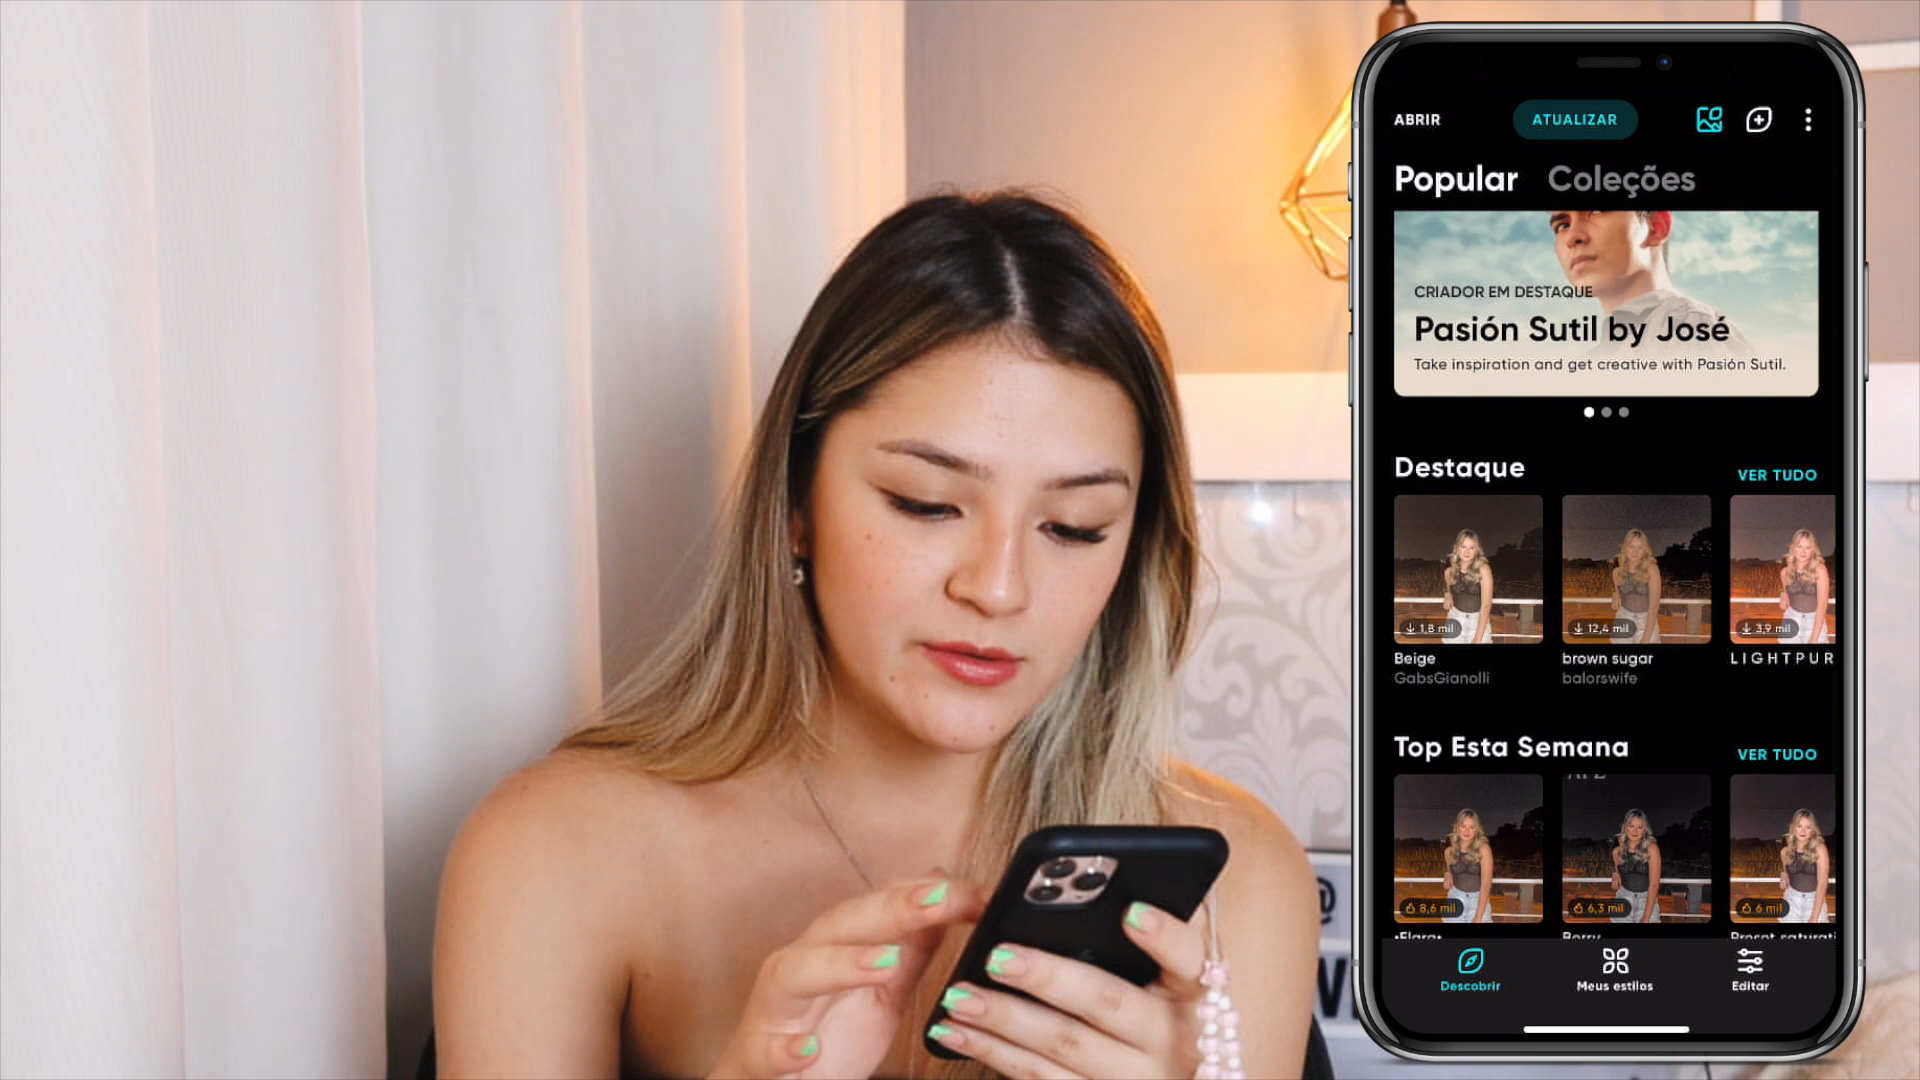 ABRIR
ATUALIZAR
Popular Coleções
CRIADOR EM DESTAQUE
Pasión Sutil by José
Take inspiration and get creative with Pasión Sutil.
Destaque
VER TUDO
1,8 mil
12,4 mil
3,9 mil
Beige
brown sugar
LIGHTPUR
GabsGianolli
balorswife
Top Esta Semana
VER TUDO
8,6 mil
6,3 mil
6 mil
Descobrir
Meus estilos
Editar
@